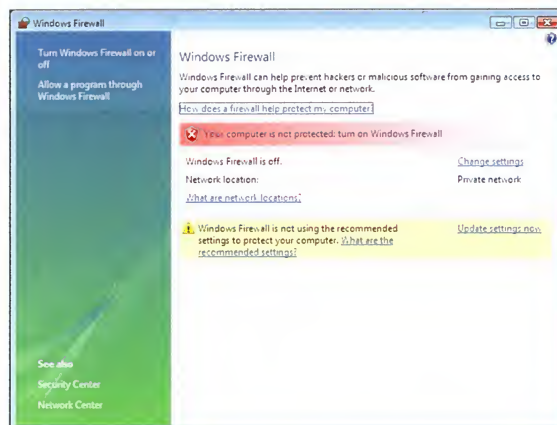 Windows Firewall
Turn Windows Firewall on or
off
Allow a program through
Windows Firewall
Windows Firewall
Windows Firewall can help prevent hackers or malicious software from gaining access to
your computer through the Internet or network.
How does a firewall help protect my computer?
Your computer is not protected: turn on Windows Firewall
Windows Firewall is off.
Change settings
Network location:
Private network
What are network locations?
Windows Firewall is not using the recommended
settings to protect your computer. What are the
recommended settings?
Update settings now
See also
Security Center
Network Center